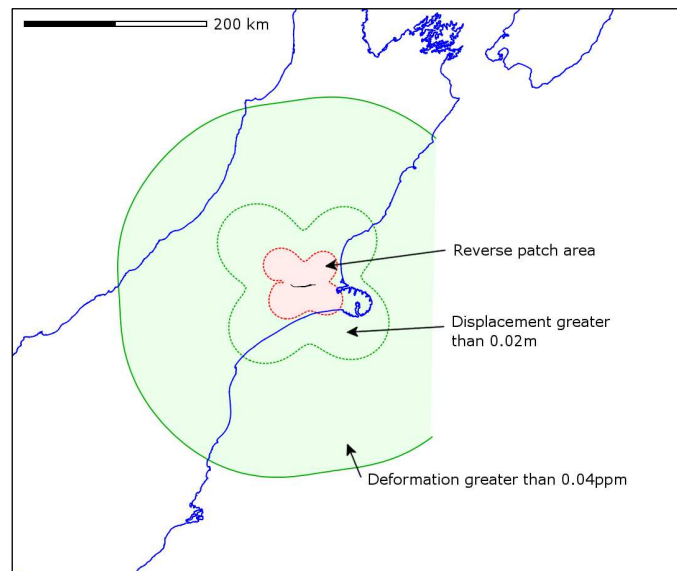 200 km
Reverse patch area
Displacement greater
than 0.02m
Deformation greater than 0.04ppm